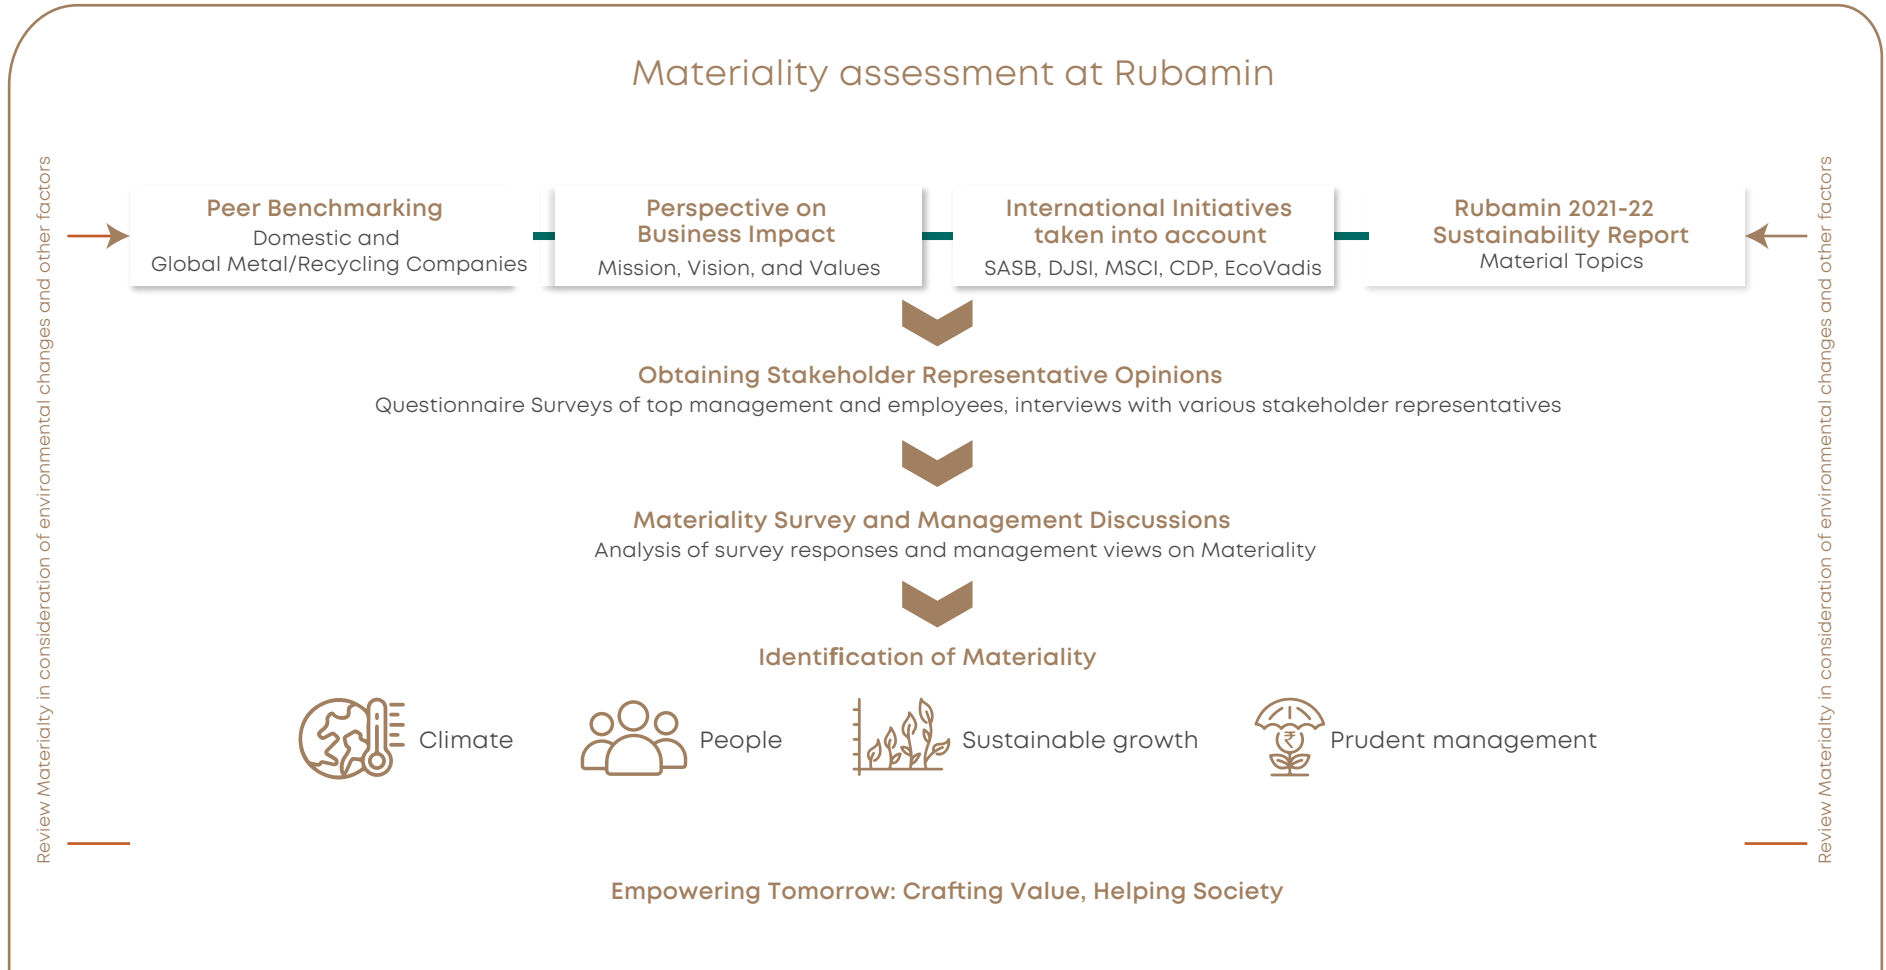 Materiality assessment at Rubamin
Review Materialty in consideration of environmental changes and other factors
Peer Benchmarking
Domestic and
Global Metal/Recycling Companies
Perspective on
Business Impact
Mission, Vision, and Values
International Initiatives
taken into account
SASB, DJSI, MSCI, CDP, EcoVadis
Rubamin 2021-22
Sustainability Report
Material Topics
Review Materialty in consideration of environmental changes and other factors
Obtaining Stakeholder Representative Opinions
Questionnaire Surveys of top management and employees, interviews with various stakeholder representatives
Materiality Survey and Management Discussions
Analysis of survey responses and management views on Materiality
Identification of Materiality
Climate
People
Sustainable growth
₹
Prudent management
Empowering Tomorrow: Crafting Value, Helping Society